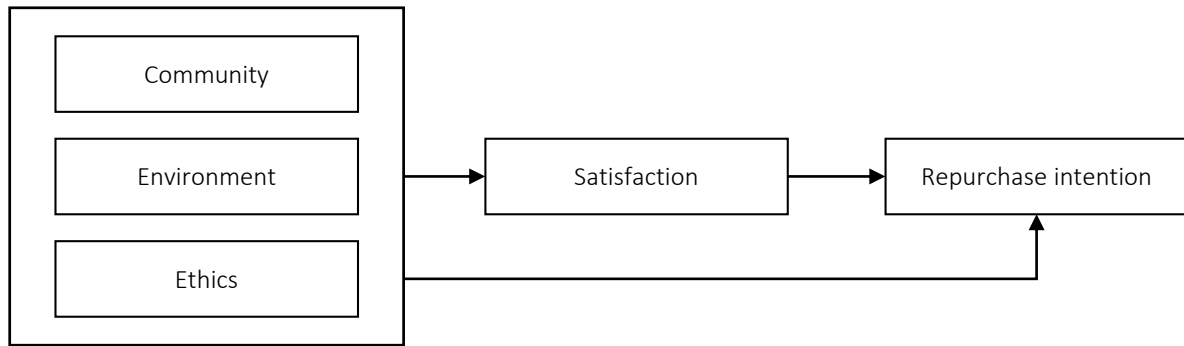 Community
Environment
Satisfaction
Repurchase intention
Ethics